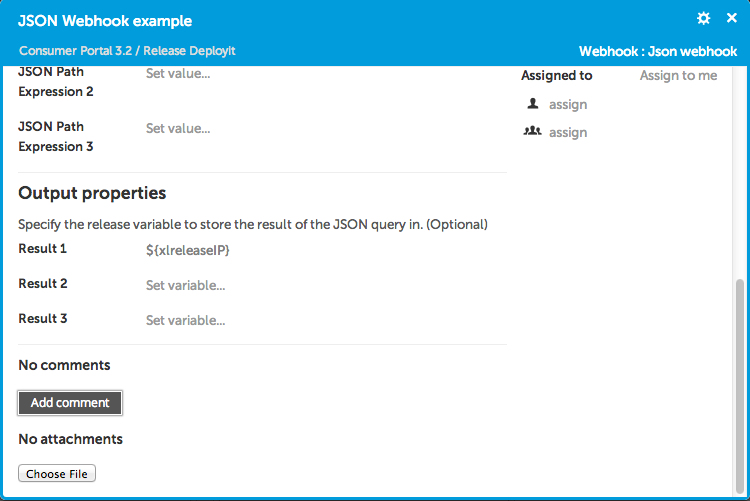 JSON Webhook example
Consumer Portal 3.2 / Release DeployIt
Webhook : Json webhook
JSON Path
Expression 2
Set value...
JSON Path
Expression 3
Set value...
Assigned to
Assign to me
assign
assign
Output properties
Specify the release variable to store the result of the JSON query in. (Optional)
Result 1
${xlreleaseIP}
Result 2
Set variable...
Result 3
Set variable...
No comments
Add comment
No attachments
Choose File